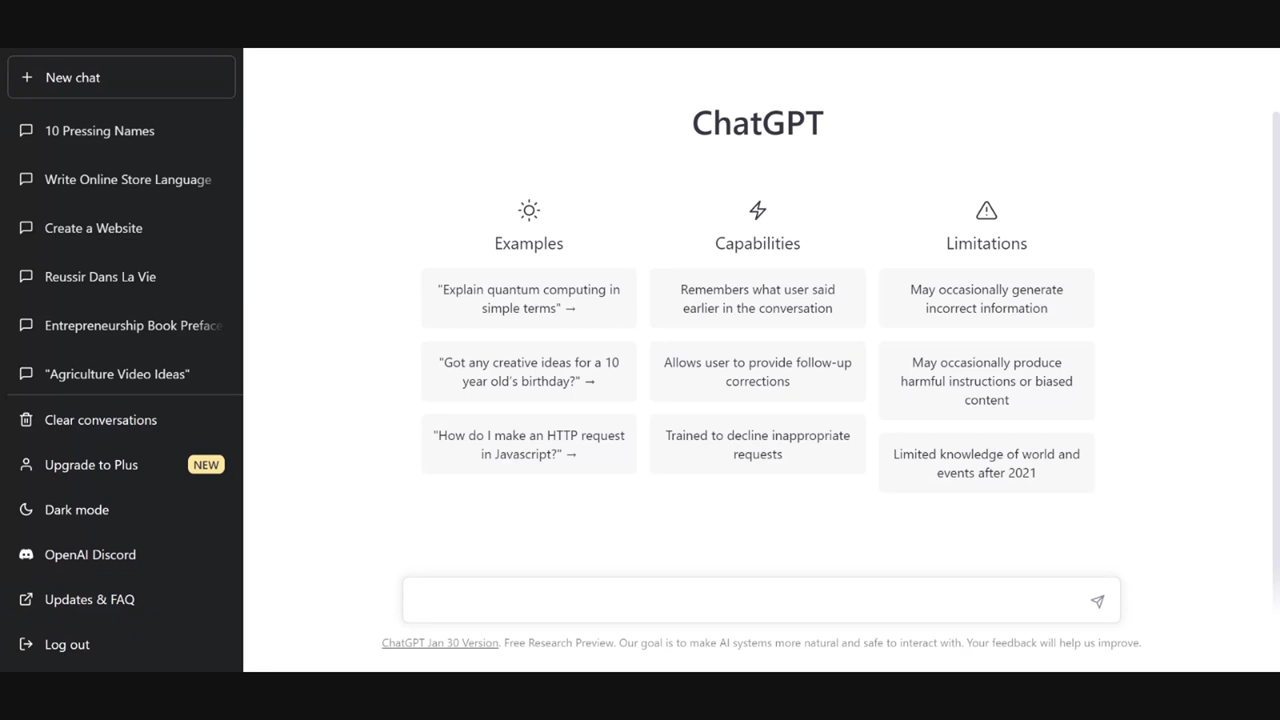 New chat
10 Pressing Names
Write Online Store Language
Create a Website
Reussir Dans La Vie
Entrepreneurship Book Preface
"Agriculture Video Ideas"
Clear conversations
Upgrade to Plus NEW
Dark mode
OpenAI Discord
Updates & FAQ
Log out
ChatGPT
Examples
"Explain quantum computing in
simple terms" →
"Got any creative ideas for a 10
year old's birthday?" →
"How do I make an HTTP request
in Javascript?" →
Capabilities
Remembers what user said
earlier in the conversation
Allows user to provide follow-up
corrections
Trained to decline inappropriate
requests
Limitations
May occasionally generate
incorrect information
May occasionally produce
harmful instructions or biased
content
Limited knowledge of world and
events after 2021
ChatGPT Jan 30 Version. Free Research Preview. Our goal is to make AI systems more natural and safe to interact with. Your feedback will help us improve.